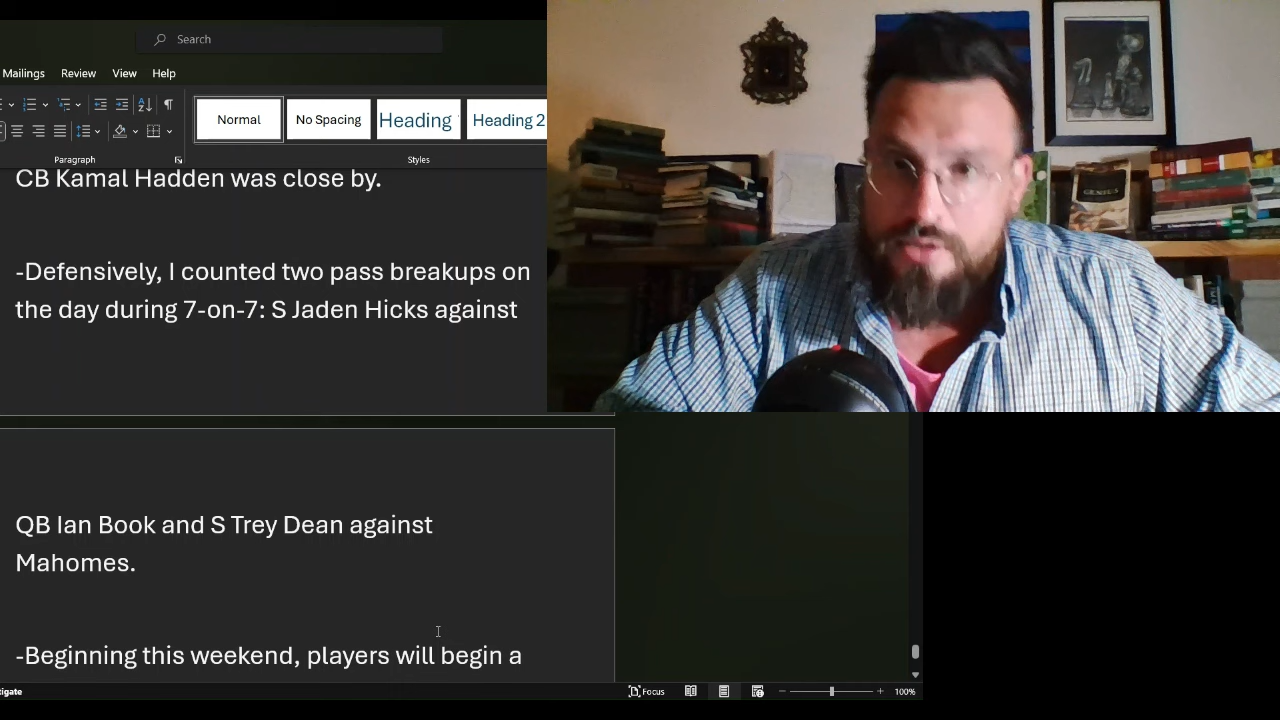 Search
Mailings Review View Help
Normal No Spacing Heading Heading 2
Paragraph Styles
CB Kamal Hadden was close by.
-Defensively, I counted two pass breakups on
the day during 7-on-7: S Jaden Hicks against
QB Ian Book and S Trey Dean against
Mahomes.
-Beginning this weekend, players will begin a
tigate Focus 100%
GENIUS